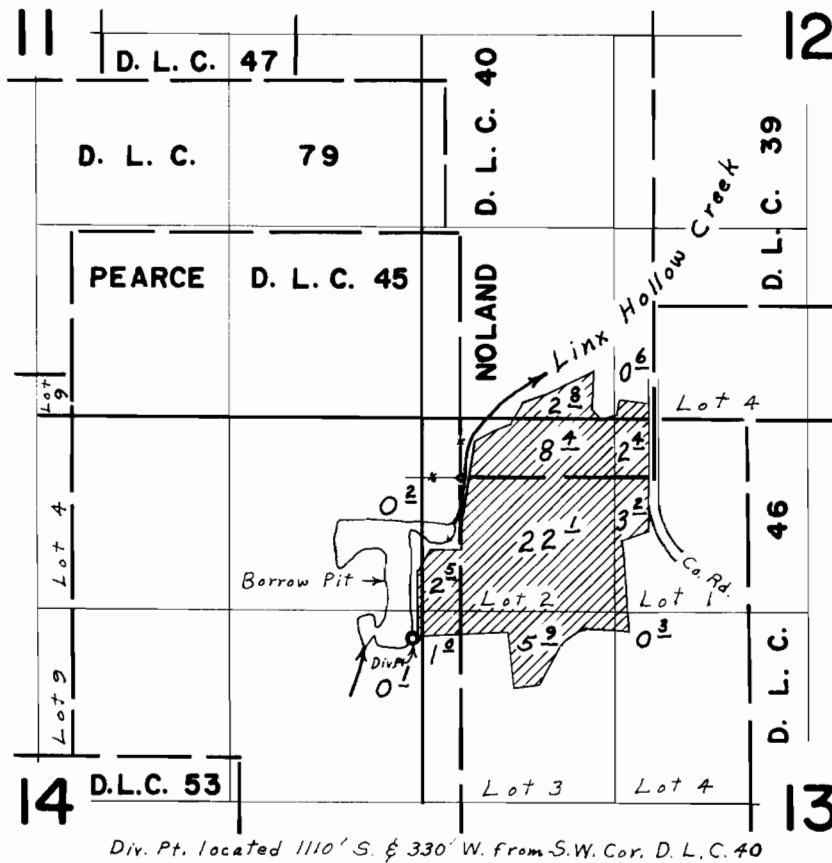 11
12
D. L. C. 47
D. L. C. 40
D. L. C. 39
D. L. C. 79
Linx Hollow Creek
PEARCE D. L. C. 45
NOLAND
Lot 9
0 6
2 8
Lot 4
8 4
2 4
0 2
3 2
Lot 4
22 1
46
Borrow Pit
2 5
Co. Rd.
Lot 2
Lot 1
Div. Pt.
1 0
5 9
0 3
0 1
D. L. C.
Lot 9
14
D.L.C. 53
Lot 3
Lot 4
13
Div. Pt. located 1110' S. & 330' W. from S.W. Cor. D. L. C. 40